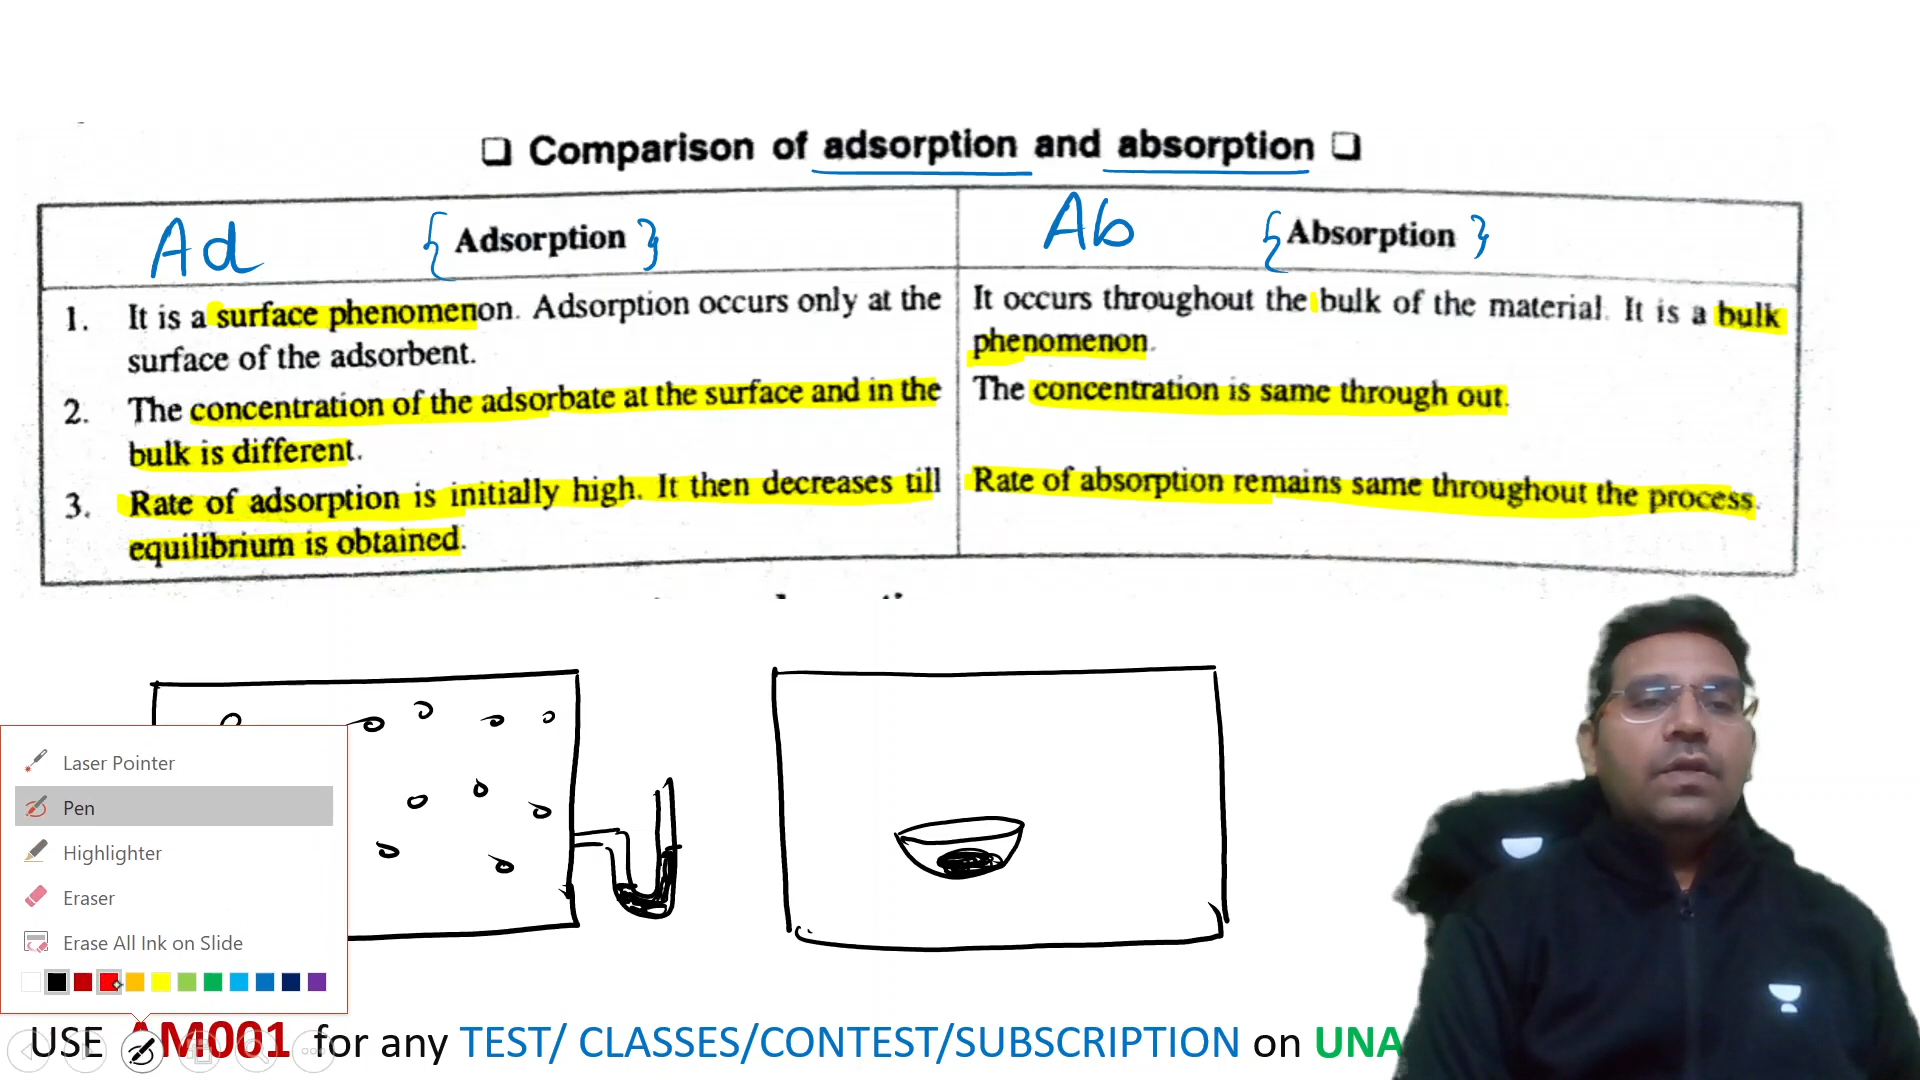 ❏ Comparison of adsorption and absorption ❏
Ad { Adsorption }
Ab { Absorption }
1. It is a surface phenomenon. Adsorption occurs only at the
surface of the adsorbent.
It occurs throughout the bulk of the material. It is a bulk
phenomenon.
2. The concentration of the adsorbate at the surface and in the
bulk is different.
The concentration is same through out.
3. Rate of adsorption is initially high. It then decreases till
equilibrium is obtained.
Rate of absorption remains same throughout the process.
Laser Pointer
Pen
Highlighter
Eraser
Erase All Ink on Slide
USE AM001 for any TEST/ CLASSES/CONTEST/SUBSCRIPTION on UNA